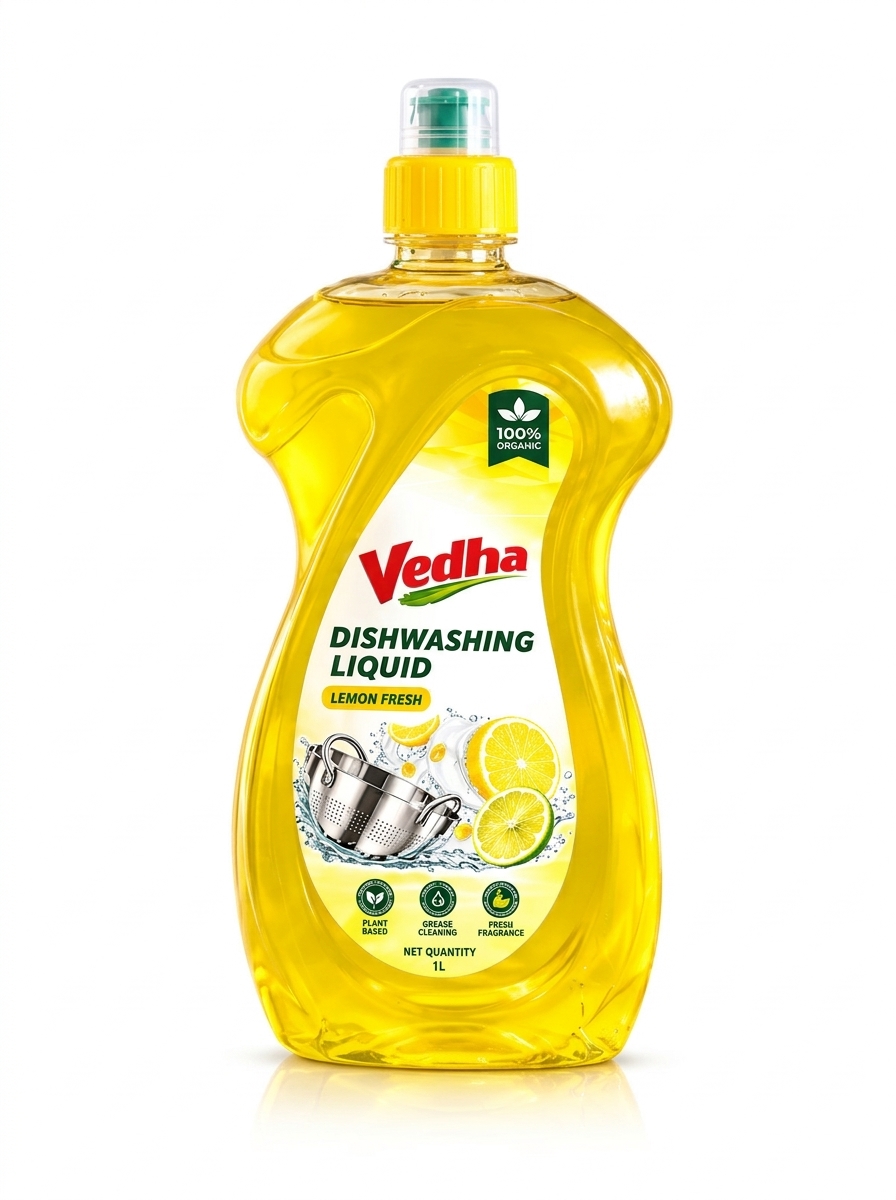 100%
ORGANIC
Vedha
DISHWASHING
LIQUID
LEMON FRESH
PLANT
BASED
GREASE
CLEANING
FRESH
FRAGRANCE
NET QUANTITY
1L